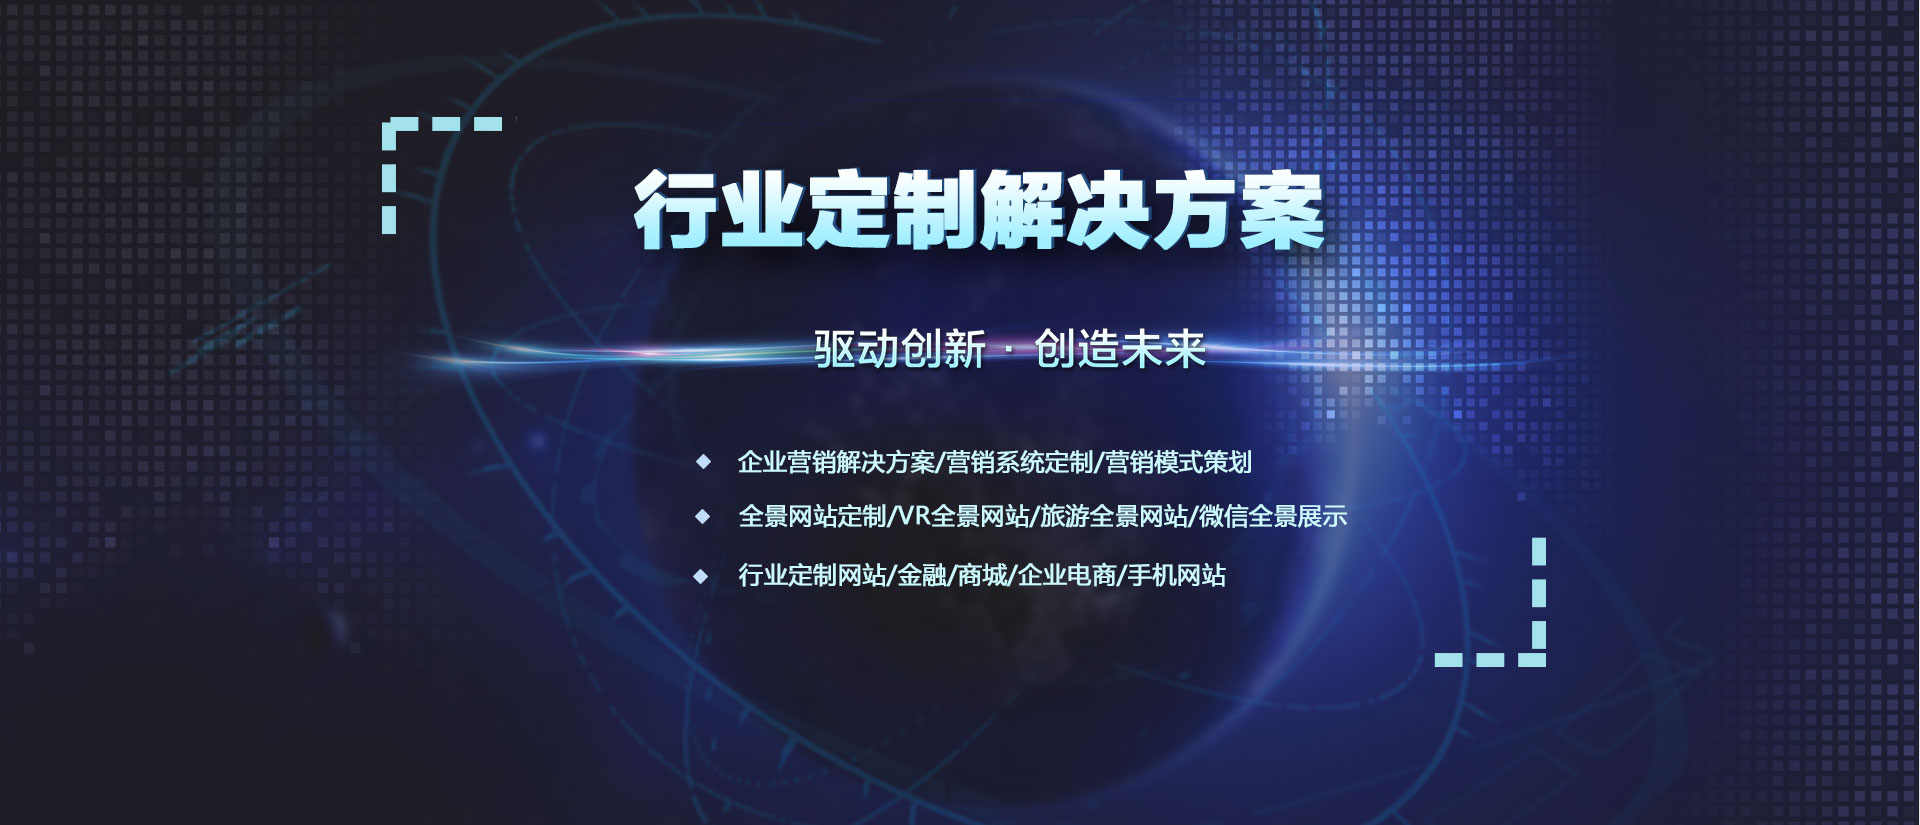 行业定制解决方案
驱动创新 · 创造未来
企业营销解决方案/营销系统定制/营销模式策划
全景网站定制/VR全景网站/旅游全景网站/微信全景展示
行业定制网站/金融/商城/企业电商/手机网站